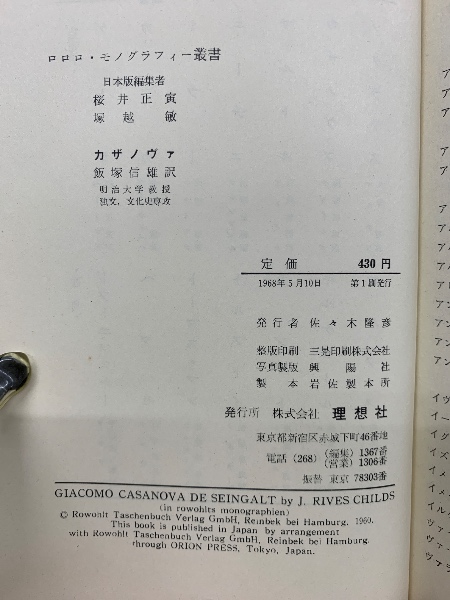 ロロロ・モノグラフィー叢書
日本版編集者
桜井正寅
塚越敏
カザノヴァ
飯塚信雄訳
明治大学教授
独文、文化史専攻
定価 430円
1968年5月10日 第1刷発行
発行者 佐々木隆彦
整版印刷 三晃印刷株式会社
写真製版 興陽社
製本 岩佐製本所
発行所 株式会社 理想社
東京都新宿区赤城下町46番地
電話(268) (編集) 1367番
(営業) 1306番
振替 東京 78303番
GIACOMO CASANOVA DE SEINGALT by J. RIVES CHILDS
(in rowohlts monographien)
© Rowohlt Taschenbuch Verlag GmbH, Reinbek bei Hamburg. 1960.
This book is published in Japan by arrangement
with Rowohlt Taschenbuch Verlag GmbH, Reinbek bei Hamburg.
through ORION PRESS, Tokyo, Japan.